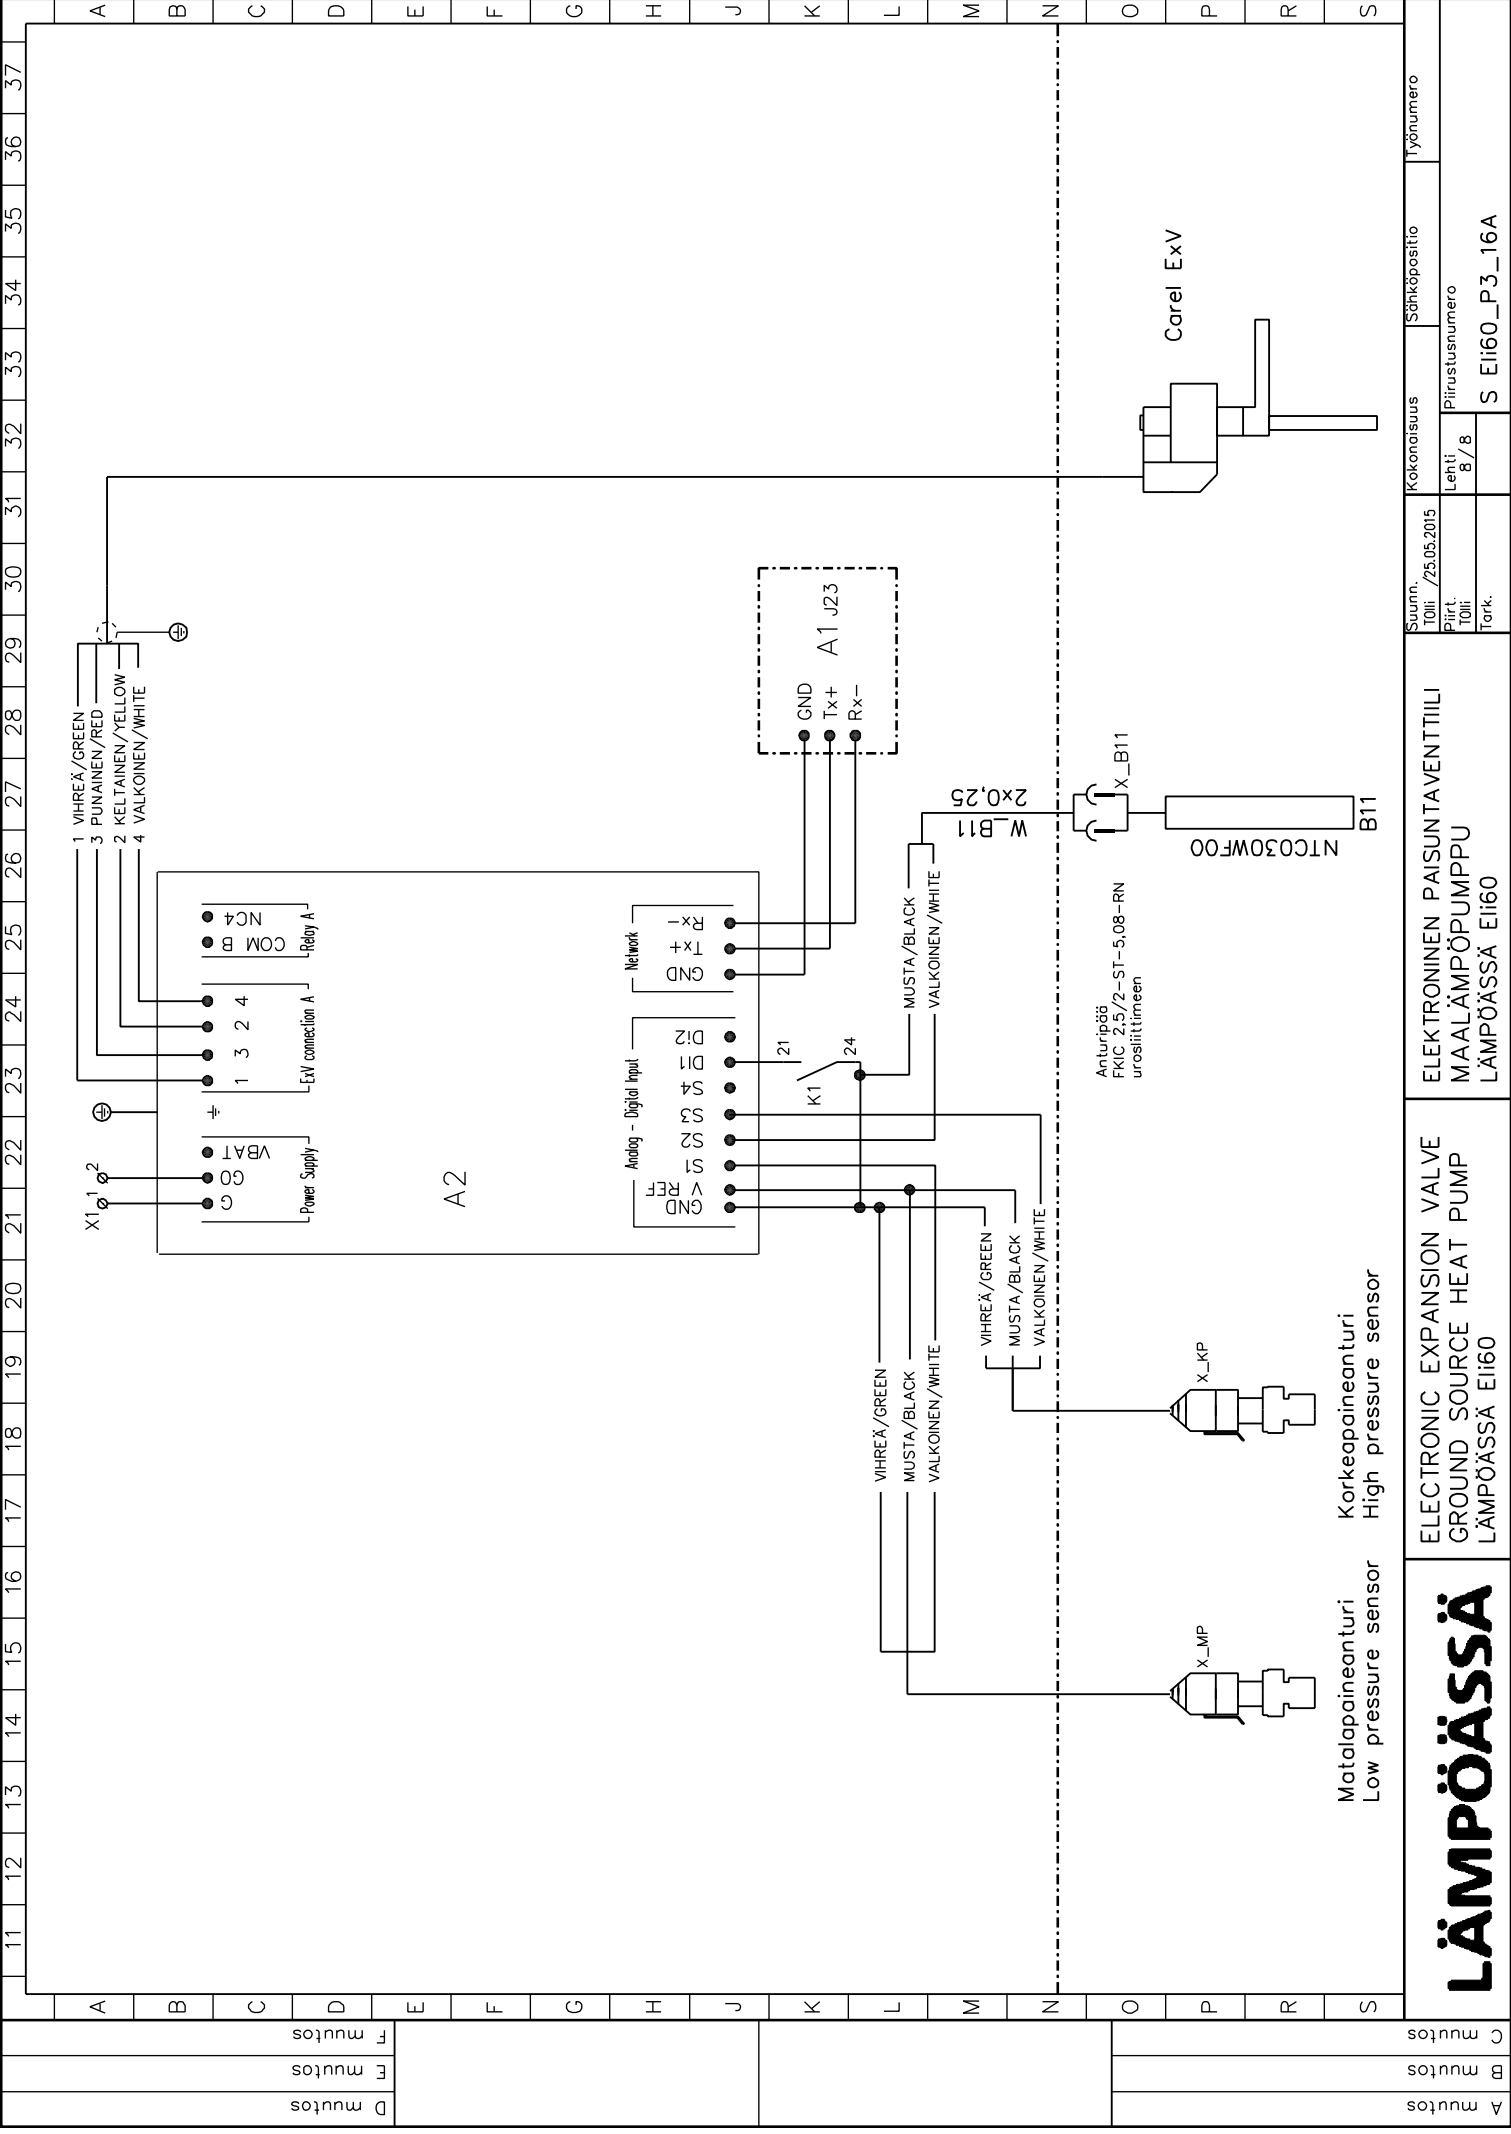 11 12 13 14 15 16 17 18 19 20 21 22 23 24 25 26 27 28 29 30 31 32 33 34 35 36 37
A
B
C
D
E
F
G
H
J
K
L
M
N
O
P
R
S
A
B
C
D
E
F
G
H
J
K
L
M
N
O
P
R
S
D muutos
E muutos
F muutos
A muutos
B muutos
C muutos
X1 1 2
1 VIHREÄ/GREEN
3 PUNAINEN/RED
2 KELTAINEN/YELLOW
4 VALKOINEN/WHITE
G
G0
VBAT
Power Supply
1 3 2 4
ExV connection A
COM B
NC4
Relay A
A2
Analog - Digital Input
GND
V REF
S1
S2
S3
S4
DI1
Di2
Network
GND
Tx+
Rx-
K1
21
24
GND
Tx+
Rx-
A1 J23
VIHREÄ/GREEN
MUSTA/BLACK
VALKOINEN/WHITE
VIHREÄ/GREEN
MUSTA/BLACK
VALKOINEN/WHITE
MUSTA/BLACK
VALKOINEN/WHITE
W_B11
2x0,25
X_B11
Anturipää
FKIC 2,5/2-ST-5,08-RN
urosliittimeen
NTC030WF00
B11
Carel ExV
X_MP
X_KP
Matalapaineanturi
Low pressure sensor
Korkeapaineanturi
High pressure sensor
LÄMPÖÄSSÄ
ELECTRONIC EXPANSION VALVE
GROUND SOURCE HEAT PUMP
LÄMPÖÄSSÄ Eli60
ELEKTRONINEN PAISUNTAVENTTIILI
MAALÄMPÖPUMPPU
LÄMPÖÄSSÄ Eli60
Suunn.
TOlli /25.05.2015
Piirt.
TOlli
Tark.
Kokonaisuus
Sähköpositio
Työnumero
Lehti
8/8
Piirustusnumero
S Eli60_P3_16A